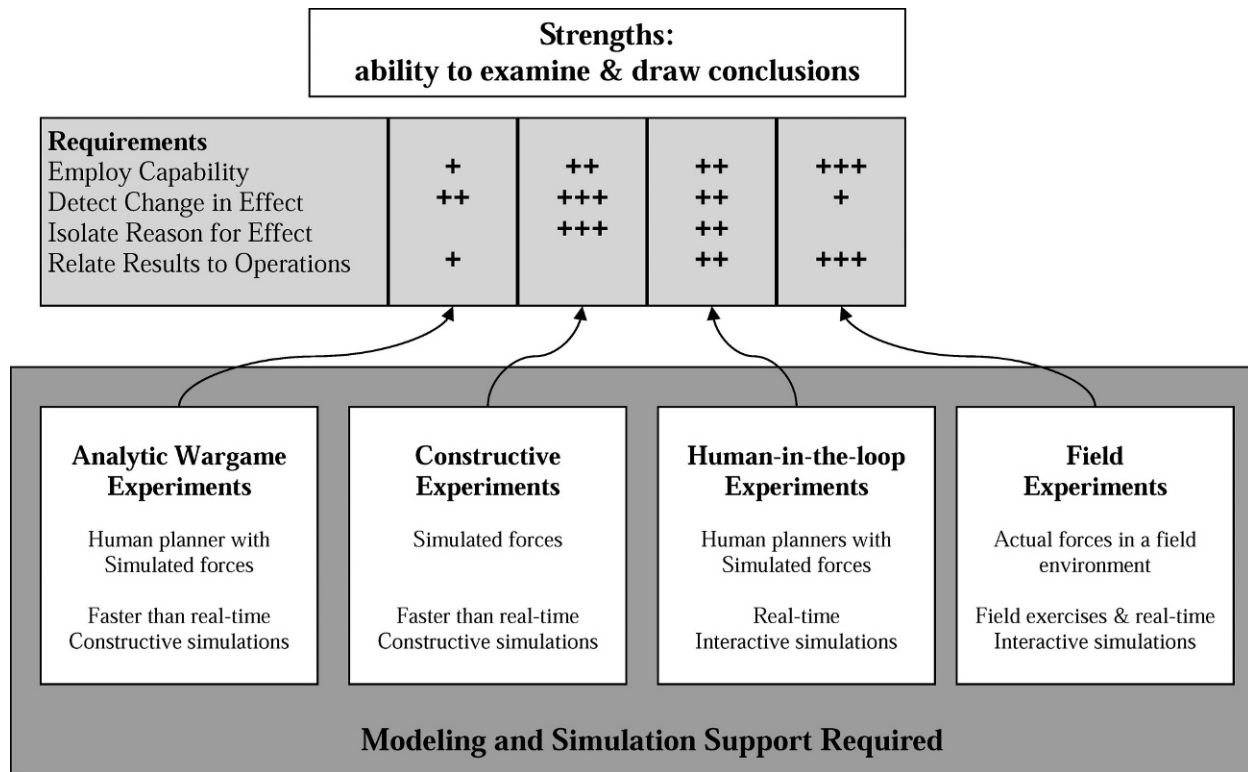 Strengths:
ability to examine & draw conclusions
Requirements
Employ Capability + ++ ++ +++
Detect Change in Effect ++ +++ ++ +
Isolate Reason for Effect +++ ++
Relate Results to Operations + ++ +++
Analytic Wargame
Experiments
Human planner with
Simulated forces
Faster than real-time
Constructive simulations
Constructive
Experiments
Simulated forces
Faster than real-time
Constructive simulations
Human-in-the-loop
Experiments
Human planners with
Simulated forces
Real-time
Interactive simulations
Field
Experiments
Actual forces in a field
environment
Field exercises & real-time
Interactive simulations
Modeling and Simulation Support Required